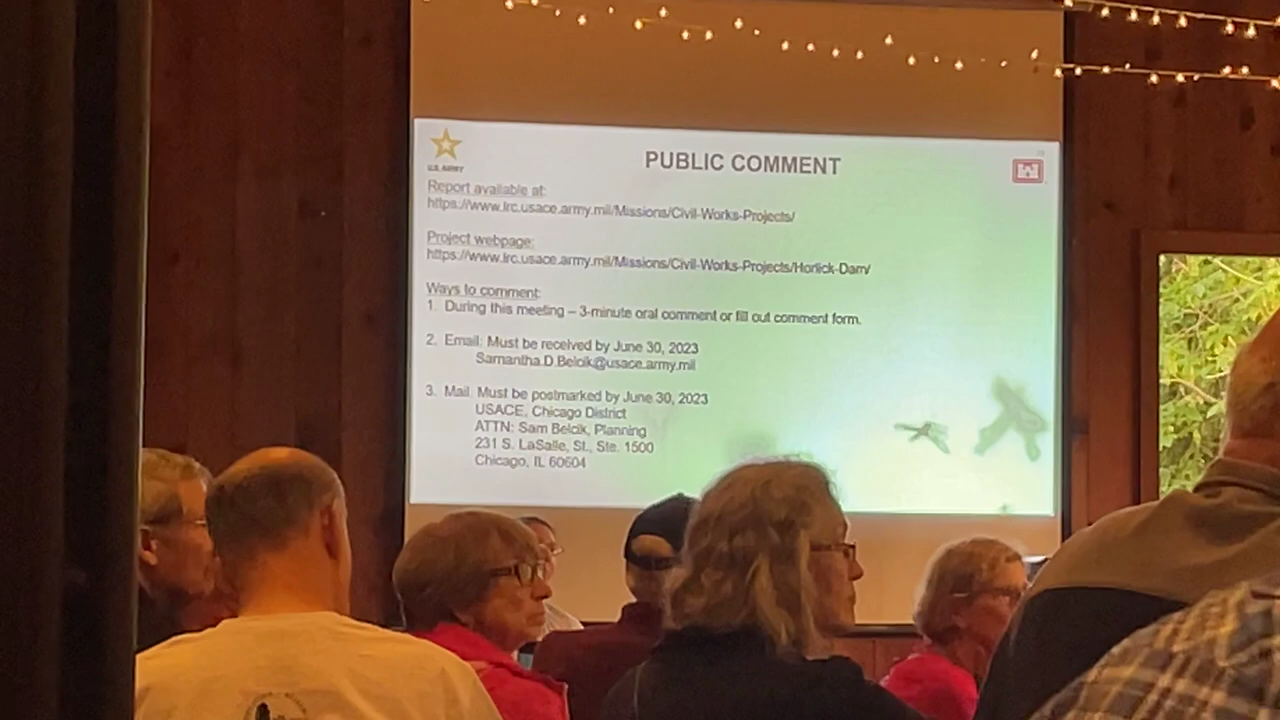 PUBLIC COMMENT
U.S. ARMY
Report available at:
https://www.lrc.usace.army.mil/Missions/Civil-Works-Projects/
Project webpage:
https://www.lrc.usace.army.mil/Missions/Civil-Works-Projects/Horlick-Dam/
Ways to comment:
1. During this meeting – 3-minute oral comment or fill out comment form.
2. Email: Must be received by June 30, 2023
Samantha.D.Belcik@usace.army.mil
3. Mail: Must be postmarked by June 30, 2023
USACE, Chicago District
ATTN: Sam Belcik, Planning
231 S. LaSalle, St., Ste. 1500
Chicago, IL 60604